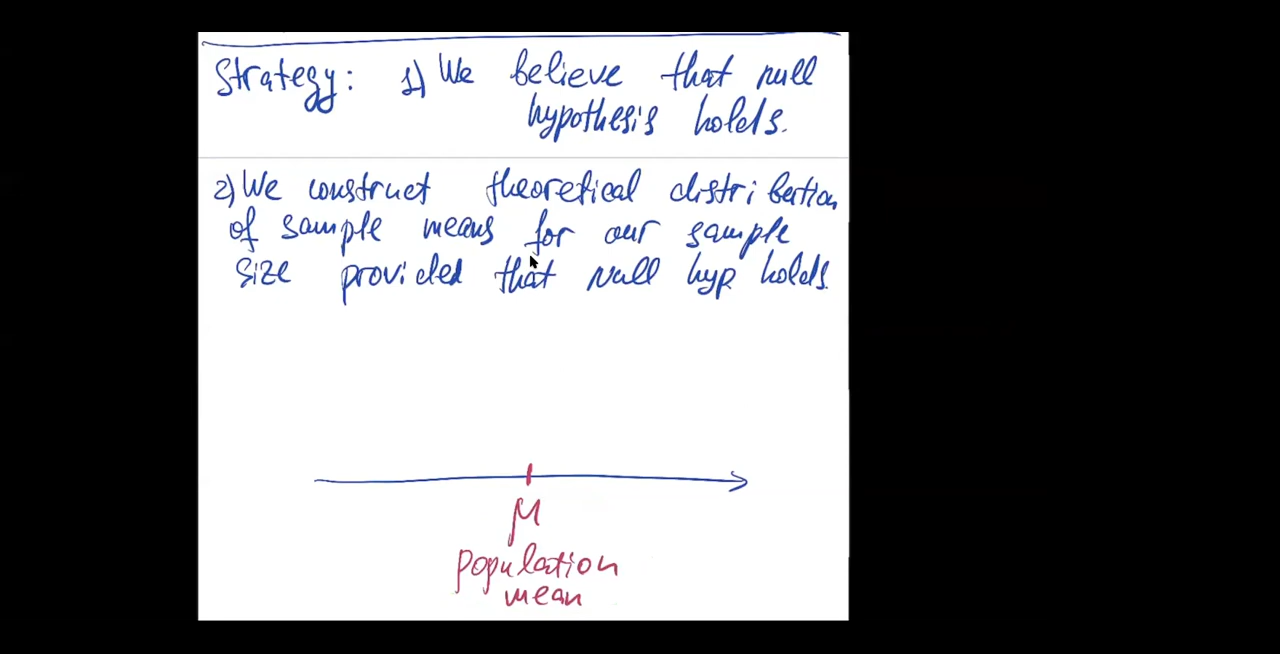 Strategy: 1) We believe that null
hypothesis holds.
2) We construct theoretical distribution
of sample means for our sample
size provided that null hyp holds.
μ
population
mean